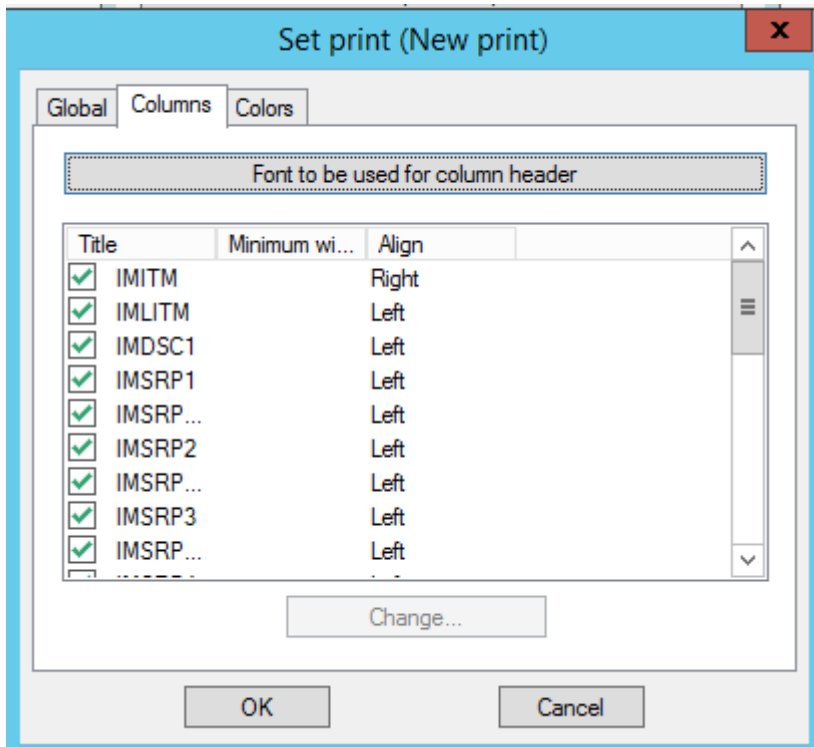 Set print (New print)
x
Global Columns Colors
Font to be used for column header
Title Minimum wi... Align
IMITM Right
IMLITM Left
IMDSC1 Left
IMSRP1 Left
IMSRP... Left
IMSRP2 Left
IMSRP... Left
IMSRP3 Left
IMSRP... Left
Change...
OK Cancel